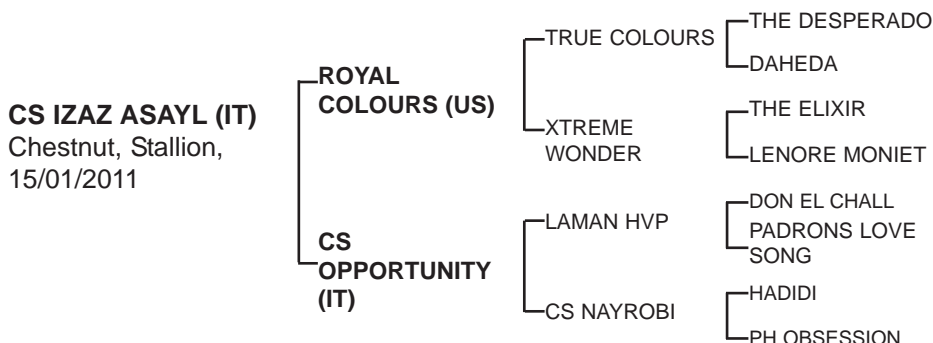 CS IZAZ ASAYL (IT)
Chestnut, Stallion,
15/01/2011
ROYAL
COLOURS (US)
CS
OPPORTUNITY
(IT)
TRUE COLOURS
XTREME
WONDER
LAMAN HVP
CS NAYROBI
THE DESPERADO
DAHEDA
THE ELIXIR
LENORE MONIET
DON EL CHALL
PADRONS LOVE
SONG
HADIDI
PH OBSESSION